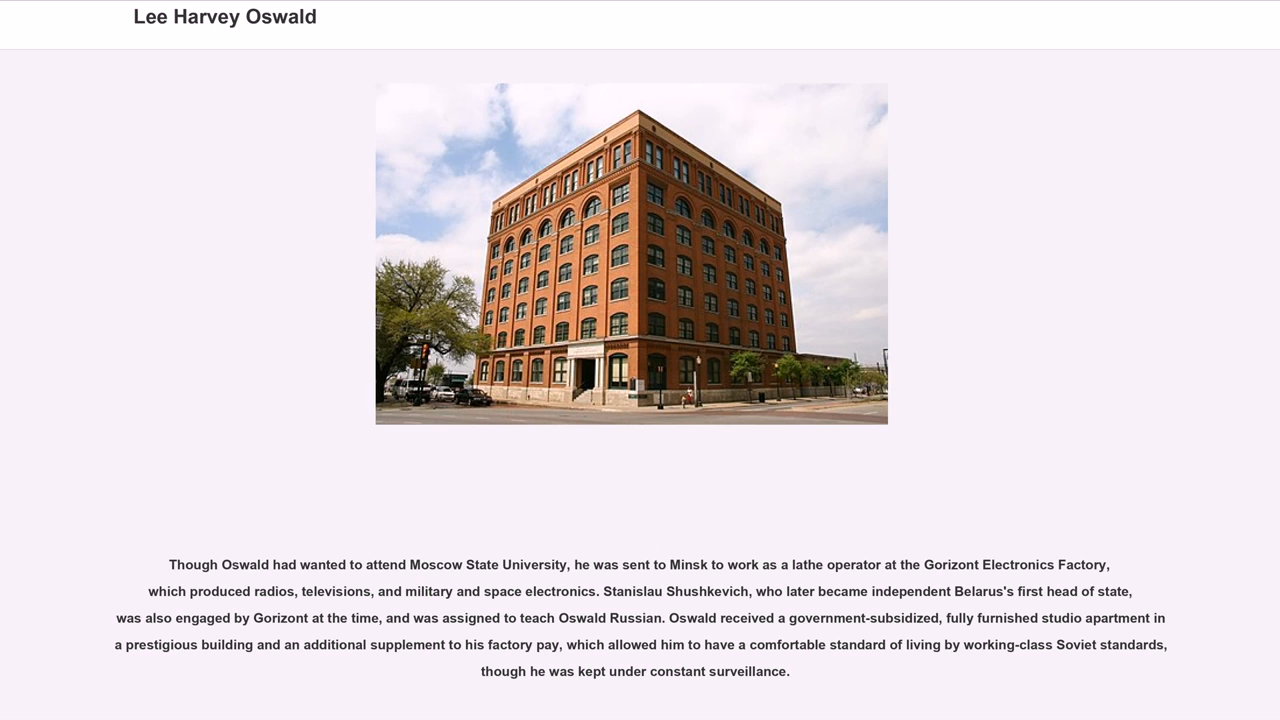 Lee Harvey Oswald
Though Oswald had wanted to attend Moscow State University, he was sent to Minsk to work as a lathe operator at the Gorizont Electronics Factory,
which produced radios, televisions, and military and space electronics. Stanislau Shushkevich, who later became independent Belarus's first head of state,
was also engaged by Gorizont at the time, and was assigned to teach Oswald Russian. Oswald received a government-subsidized, fully furnished studio apartment in
a prestigious building and an additional supplement to his factory pay, which allowed him to have a comfortable standard of living by working-class Soviet standards,
though he was kept under constant surveillance.